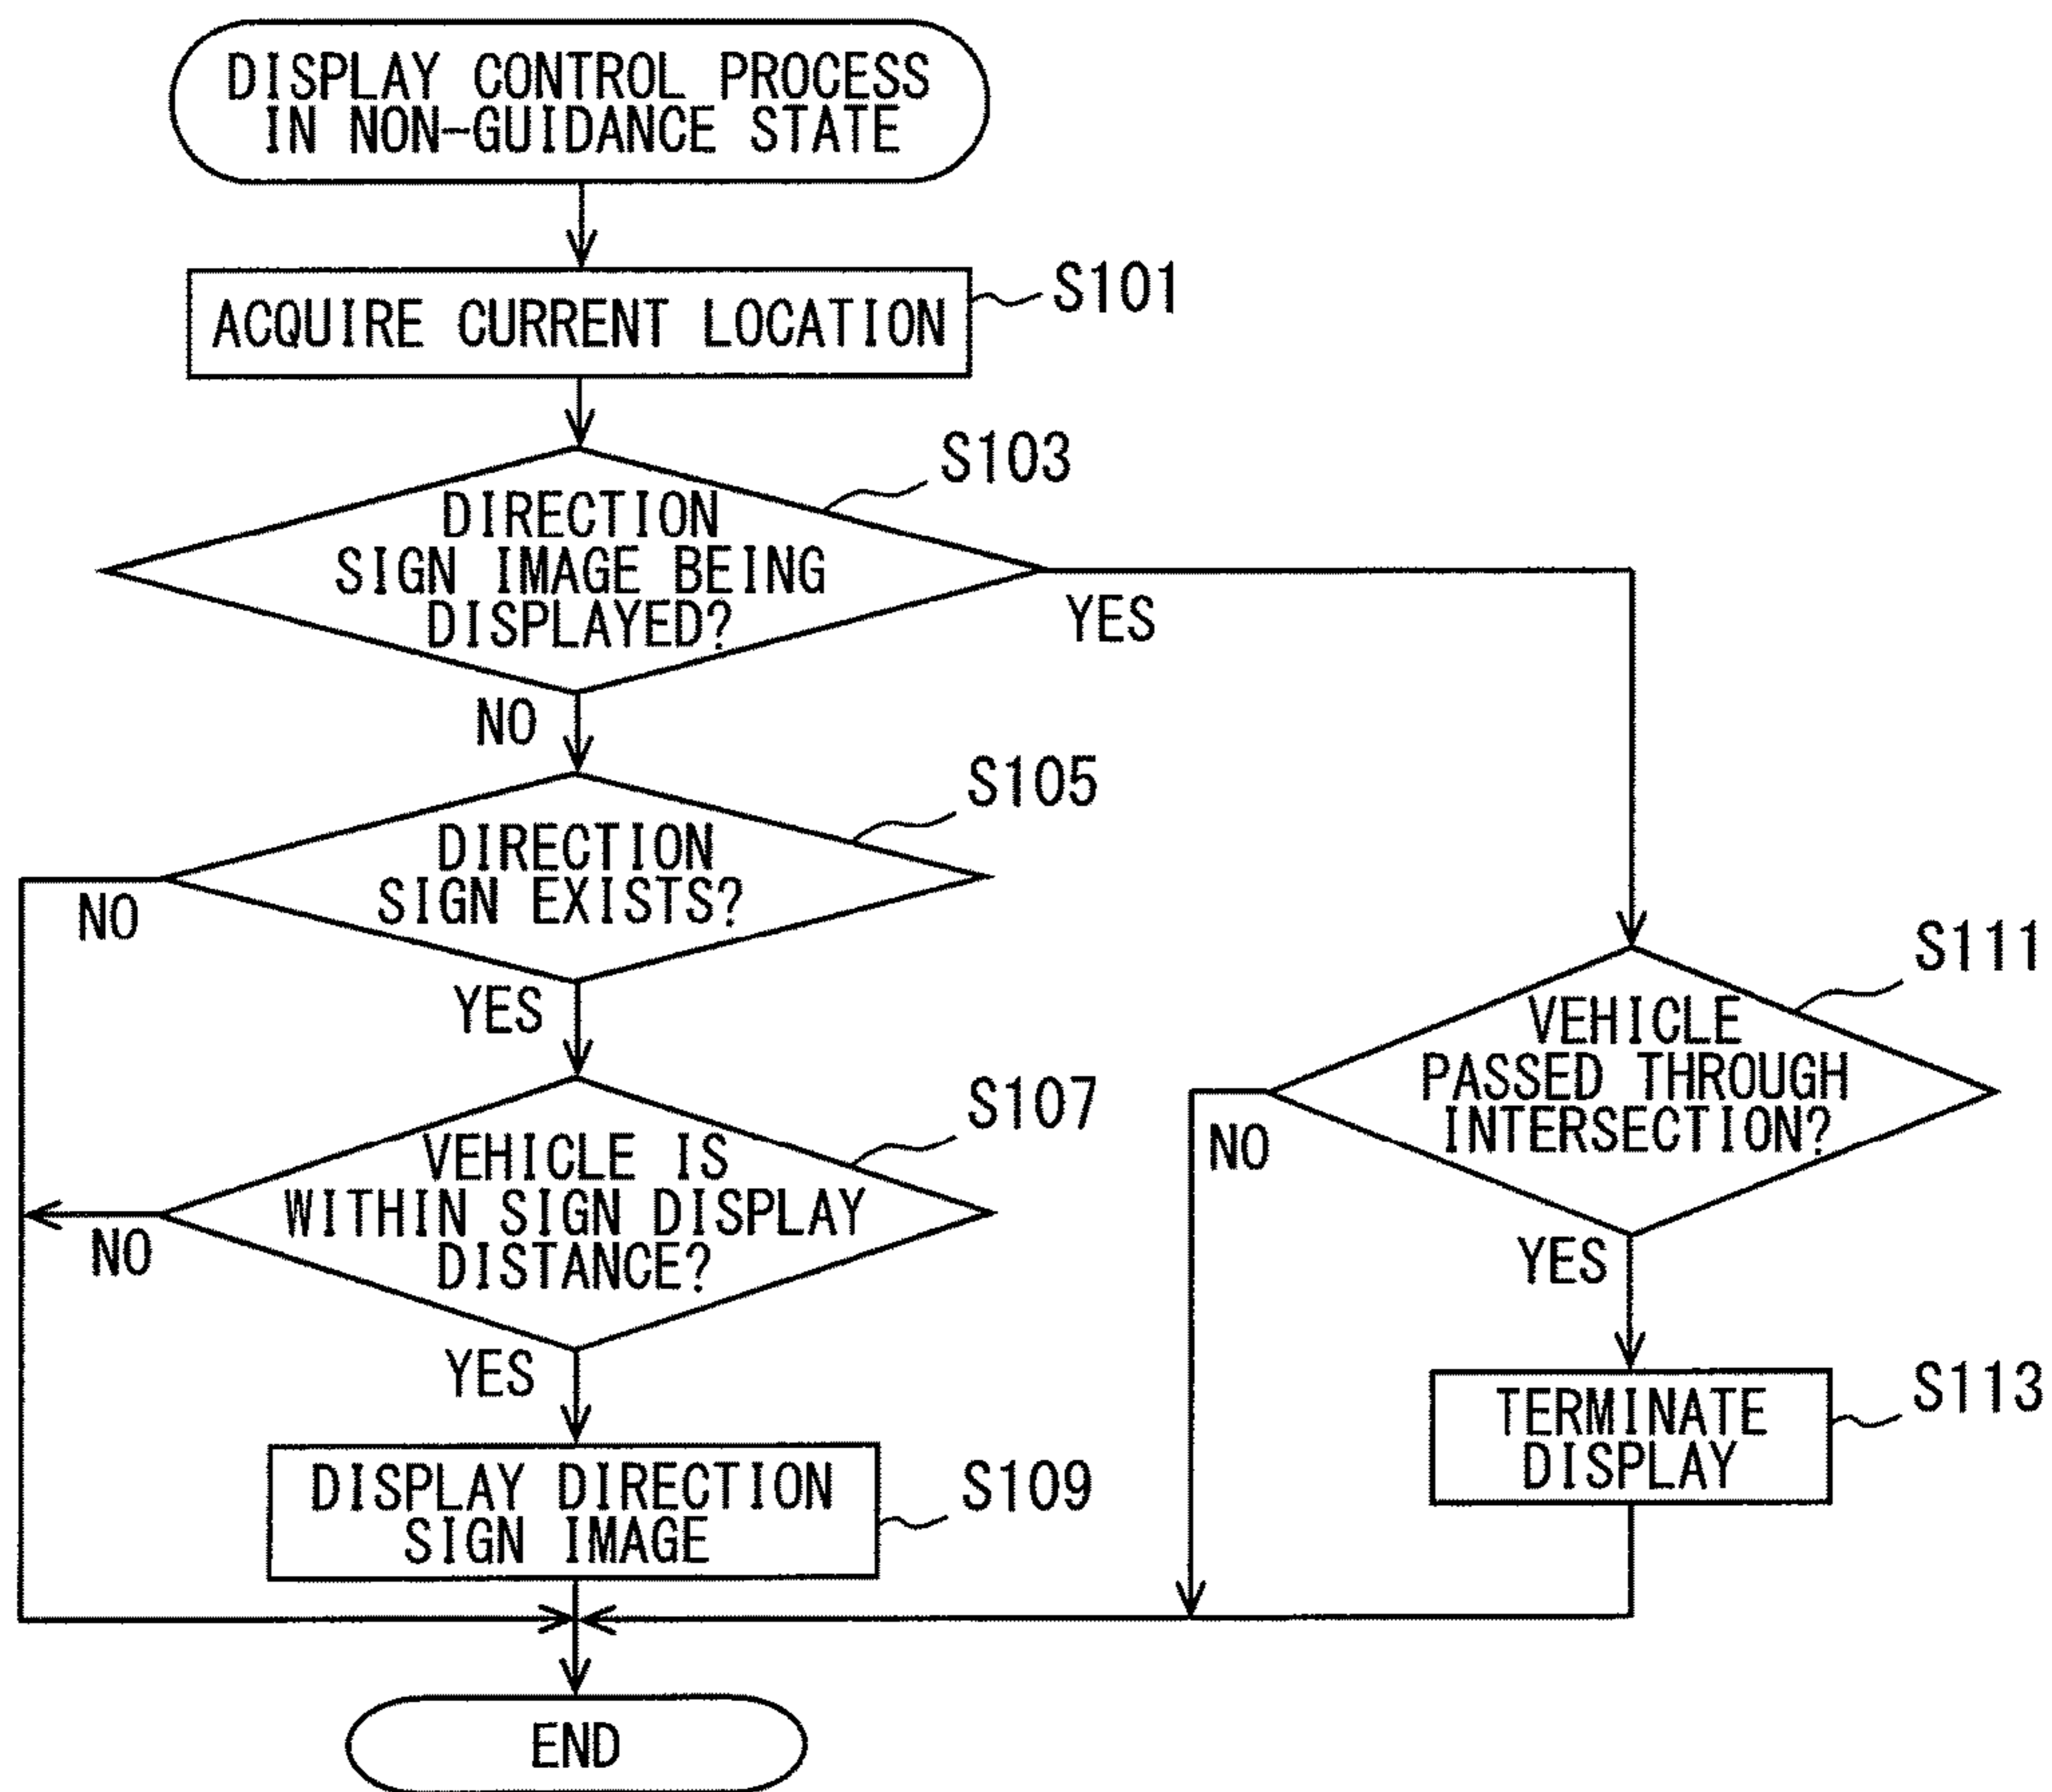 DISPLAY CONTROL PROCESS
IN NON-GUIDANCE STATE
ACQUIRE CURRENT LOCATION
S101
S103
DIRECTION
SIGN IMAGE BEING
DISPLAYED?
YES
NO
S105
DIRECTION
SIGN EXISTS?
NO
YES
S107
VEHICLE IS
WITHIN SIGN DISPLAY
DISTANCE?
NO
YES
DISPLAY DIRECTION
SIGN IMAGE
S109
S111
VEHICLE
PASSED THROUGH
INTERSECTION?
NO
YES
TERMINATE
DISPLAY
S113
END